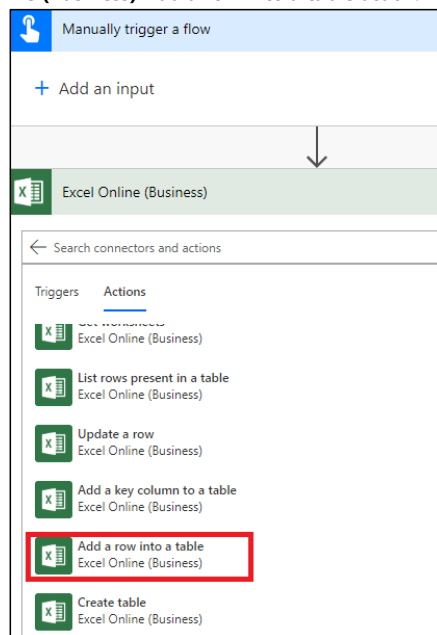 Manually trigger a flow
+ Add an input
Excel Online (Business)
Search connectors and actions
Triggers Actions
Get worksheets
Excel Online (Business)
List rows present in a table
Excel Online (Business)
Update a row
Excel Online (Business)
Add a key column to a table
Excel Online (Business)
Add a row into a table
Excel Online (Business)
Create table
Excel Online (Business)